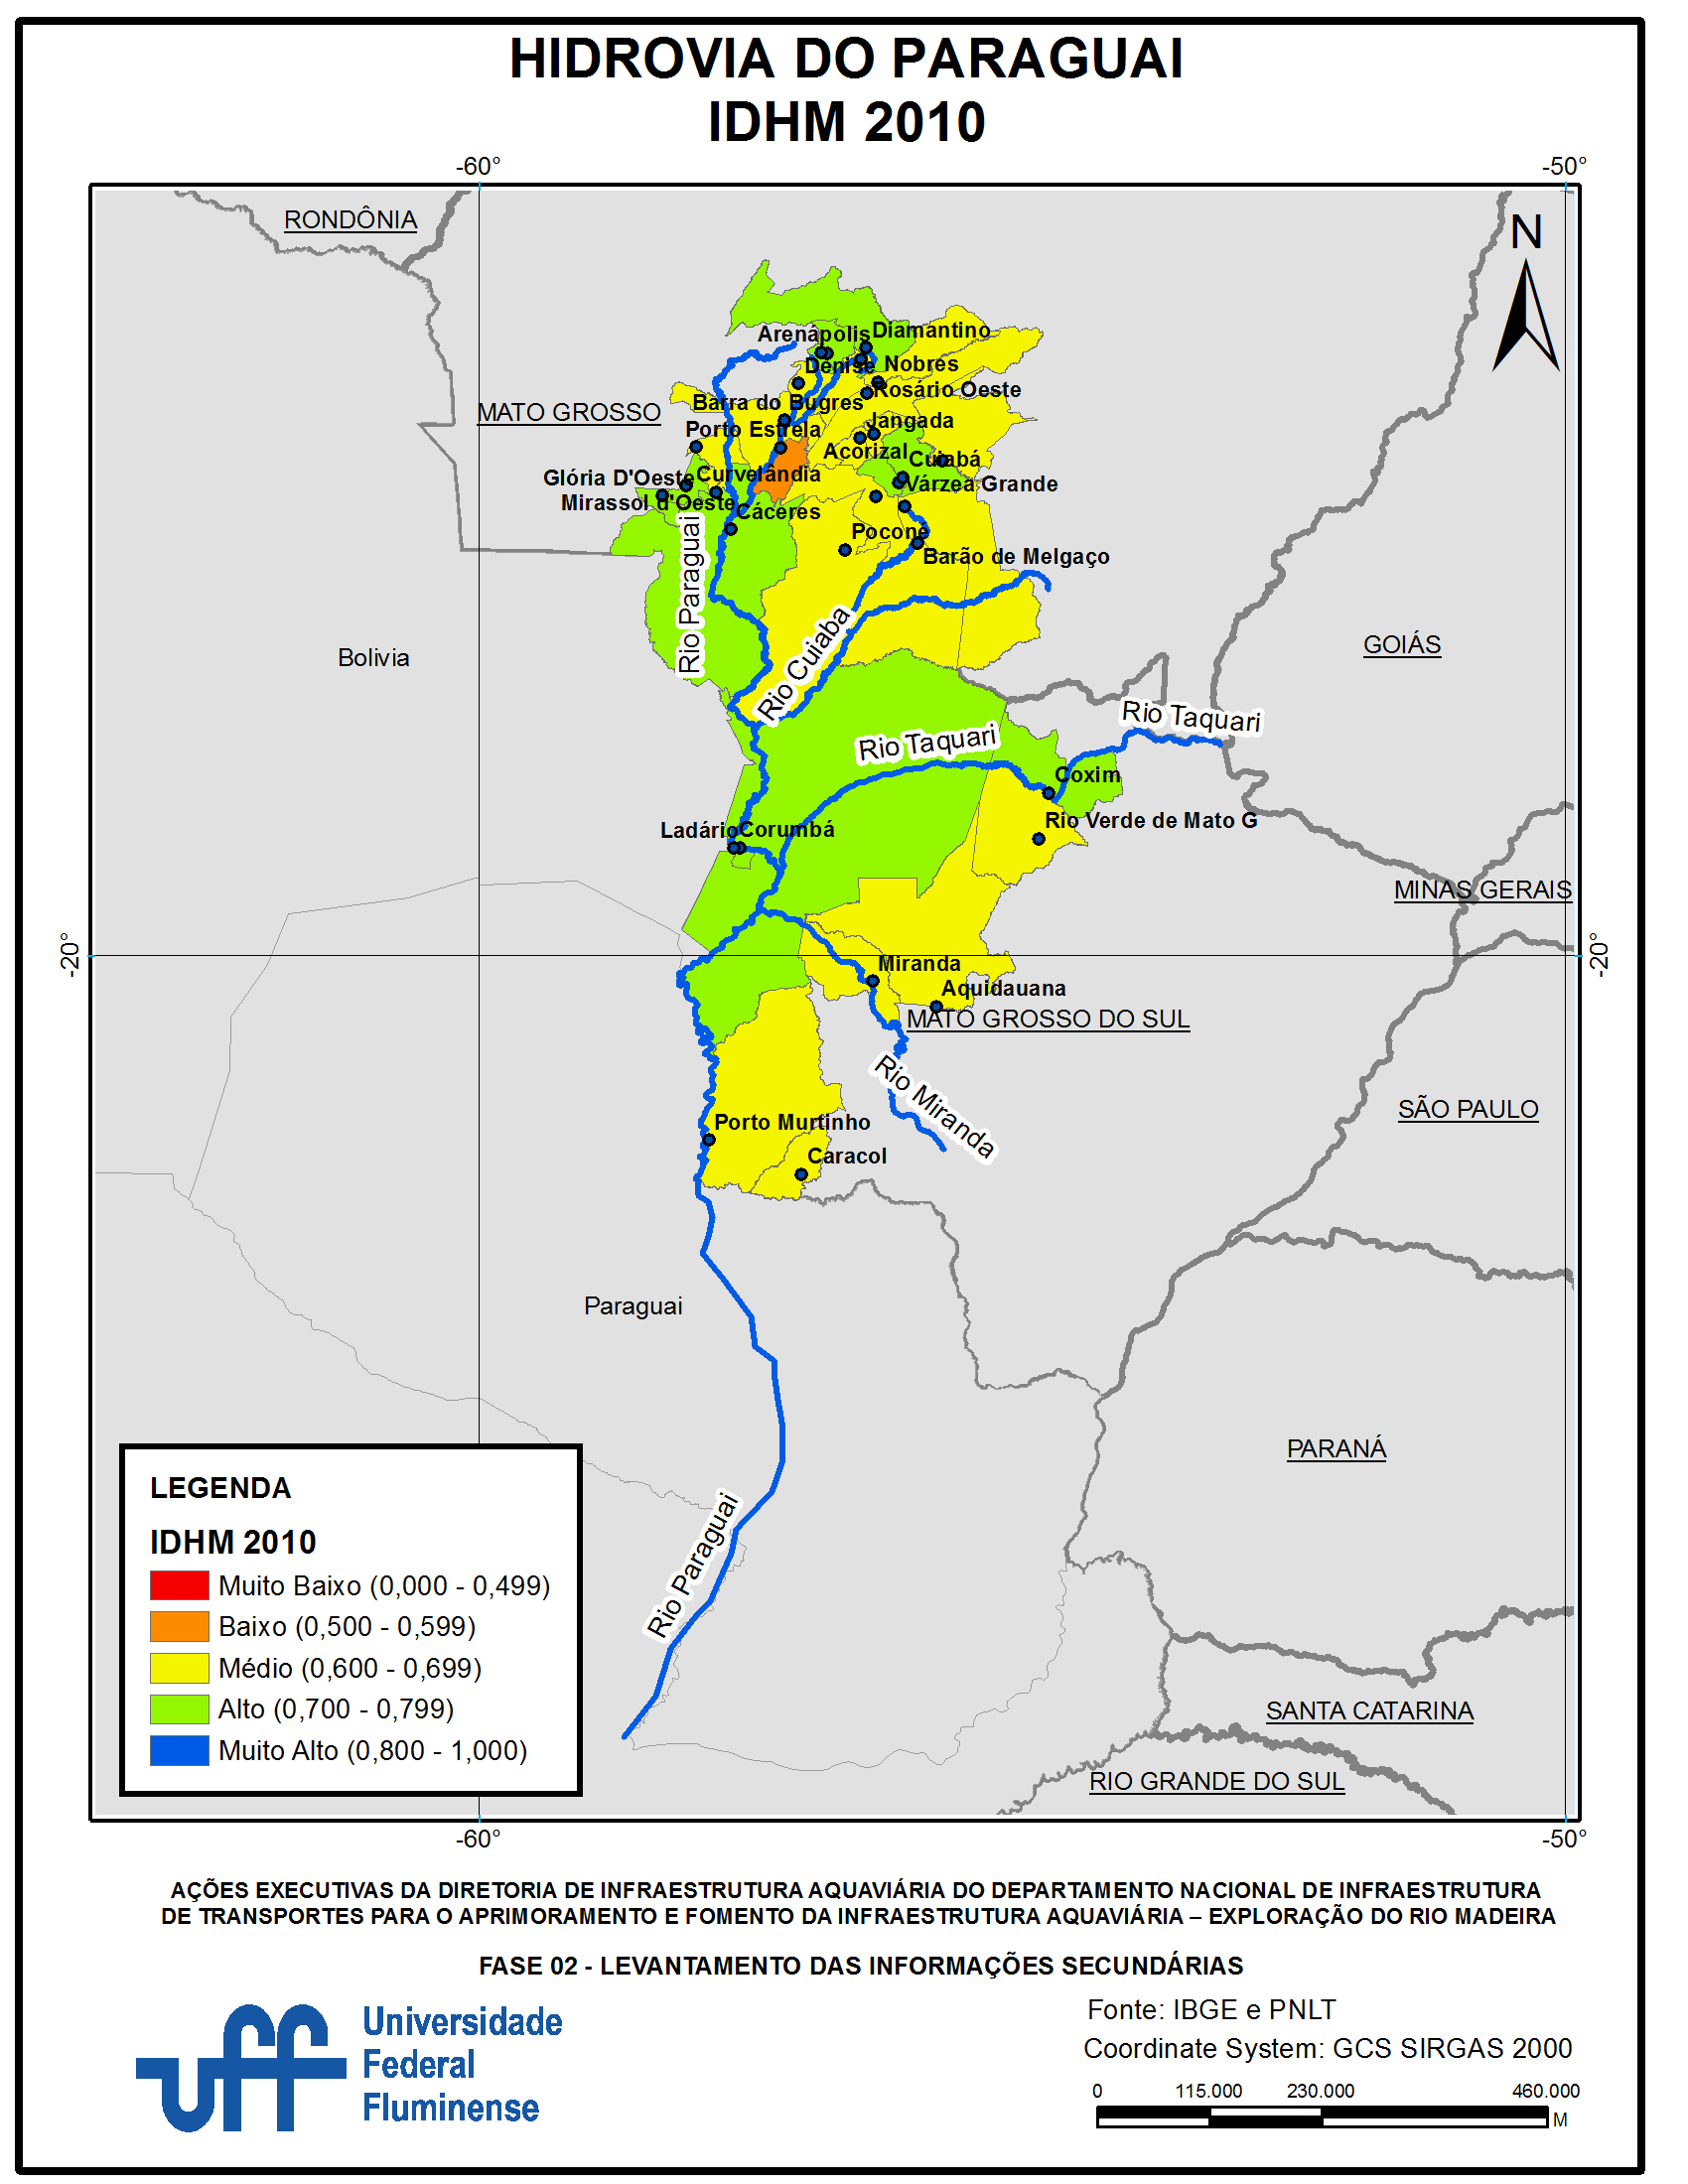 HIDROVIA DO PARAGUAI
IDHM 2010
-60°
-50°
RONDÔNIA
N
Arenápolis
Diamantino
Denise
Nobres
Rosário Oeste
MATO GROSSO
Barra do Bugres
Jangada
Porto Estrela
Acorizal
Cuiabá
Glória D'Oeste
Curvelândia
Várzea Grande
Mirassol d'Oeste
Cáceres
Poconé
Barão de Melgaço
Rio Paraguai
Rio Cuiaba
Bolivia
GOIÁS
Rio Taquari
Rio Taquari
Coxim
Rio Verde de Mato G
Ladário
Corumbá
MINAS GERAIS
-20°
-20°
Miranda
Aquidauana
MATO GROSSO DO SUL
Rio Miranda
SÃO PAULO
Porto Murtinho
Caracol
Paraguai
PARANÁ
Rio Paraguai
LEGENDA
IDHM 2010
Muito Baixo (0,000 - 0,499)
Baixo (0,500 - 0,599)
Médio (0,600 - 0,699)
Alto (0,700 - 0,799)
Muito Alto (0,800 - 1,000)
SANTA CATARINA
RIO GRANDE DO SUL
-60°
-50°
AÇÕES EXECUTIVAS DA DIRETORIA DE INFRAESTRUTURA AQUAVIÁRIA DO DEPARTAMENTO NACIONAL DE INFRAESTRUTURA
DE TRANSPORTES PARA O APRIMORAMENTO E FOMENTO DA INFRAESTRUTURA AQUAVIÁRIA – EXPLORAÇÃO DO RIO MADEIRA
FASE 02 - LEVANTAMENTO DAS INFORMAÇÕES SECUNDÁRIAS
uff
Universidade
Federal
Fluminense
Fonte: IBGE e PNLT
Coordinate System: GCS SIRGAS 2000
0 115.000 230.000 460.000
M